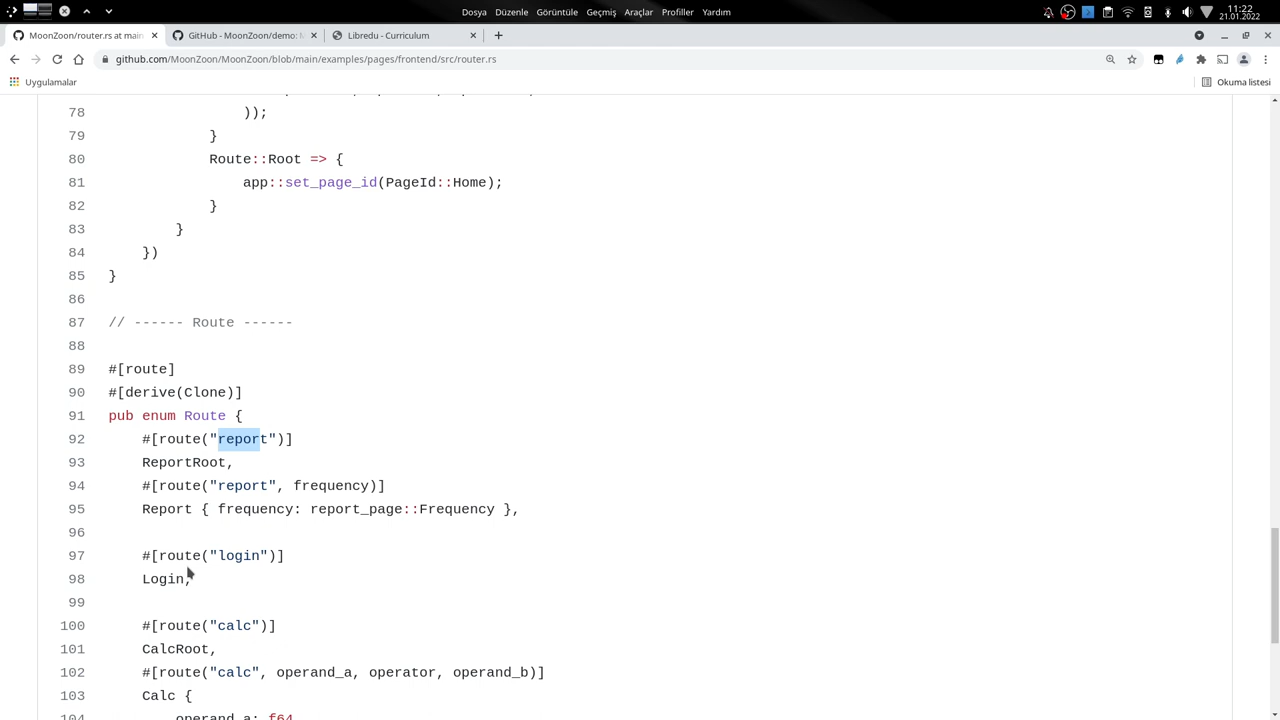 Dosya Düzenle Görüntüle Geçmiş Araçlar Profiller Yardım
11:22
21.01.2022
MoonZoon/router.rs at main
GitHub - MoonZoon/demo: M
Libredu - Curriculum
github.com/MoonZoon/MoonZoon/blob/main/examples/pages/frontend/src/router.rs
Uygulamalar
Okuma listesi
78 ));
79 }
80 Route::Root => {
81 app::set_page_id(PageId::Home);
82 }
83 }
84 })
85 }
86
87 // ------ Route ------
88
89 #[route]
90 #[derive(Clone)]
91 pub enum Route {
92 #[route("report")]
93 ReportRoot,
94 #[route("report", frequency)]
95 Report { frequency: report_page::Frequency },
96
97 #[route("login")]
98 Login,
99
100 #[route("calc")]
101 CalcRoot,
102 #[route("calc", operand_a, operator, operand_b)]
103 Calc {
104 operand_a: f64